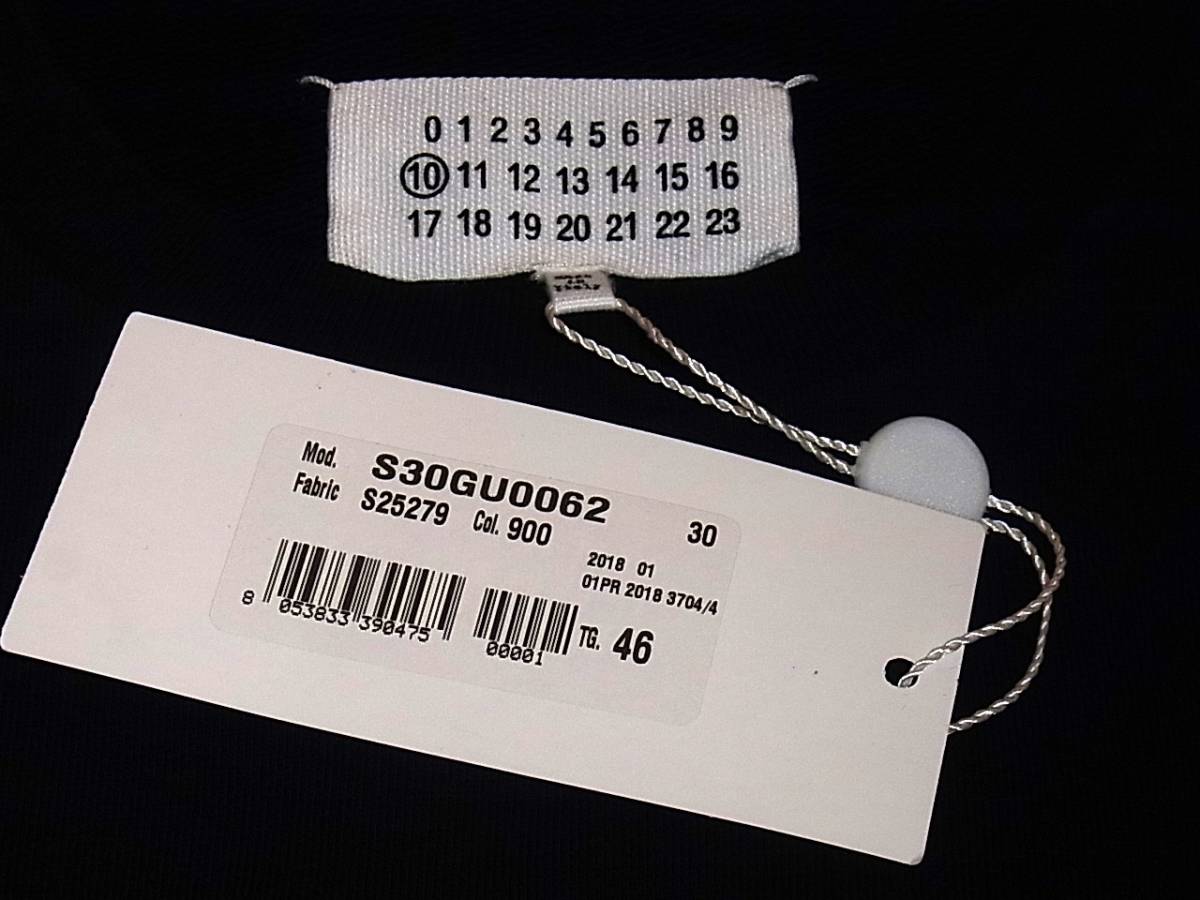 0 1 2 3 4 5 6 7 8 9
10 11 12 13 14 15 16
17 18 19 20 21 22 23
Mod. S30GU0062 30
Fabric S25279 Col. 900
2018 01
01PR 2018 3704/4
8 053833 390475 00001 TG. 46